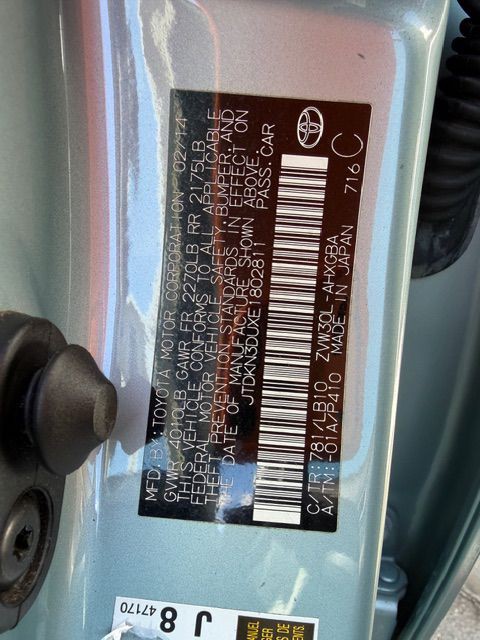 MFD.BY:TOYOTA MOTOR CORPORATION 02/14
GVWR 4010LB GAWR FR 2270LB RR 2175LB
THIS VEHICLE CONFORMS TO ALL APPLICABLE
FEDERAL MOTOR VEHICLE SAFETY, BUMPER, AND
THEFT PREVENTION STANDARDS IN EFFECT ON
THE DATE OF MANUFACTURE SHOWN ABOVE.
JTDKN3DUXE1802811 PASS.CAR
C/TR: 781/LB10 ZVW30L-AHXGBA
A/TM: -01A/P410 MADE IN JAPAN 716 C
J 8
47170